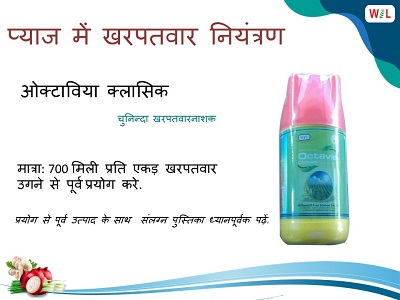 WIL
प्याज में खरपतवार नियंत्रण
ओक्टाविया क्लासिक
चुनिन्दा खरपतवारनाशक
मात्रा: 700 मिली प्रति एकड़ खरपतवार
उगने से पूर्व प्रयोग करे.
प्रयोग से पूर्व उत्पाद के साथ संलग्न पुस्तिका ध्यानपूर्वक पढ़ें.